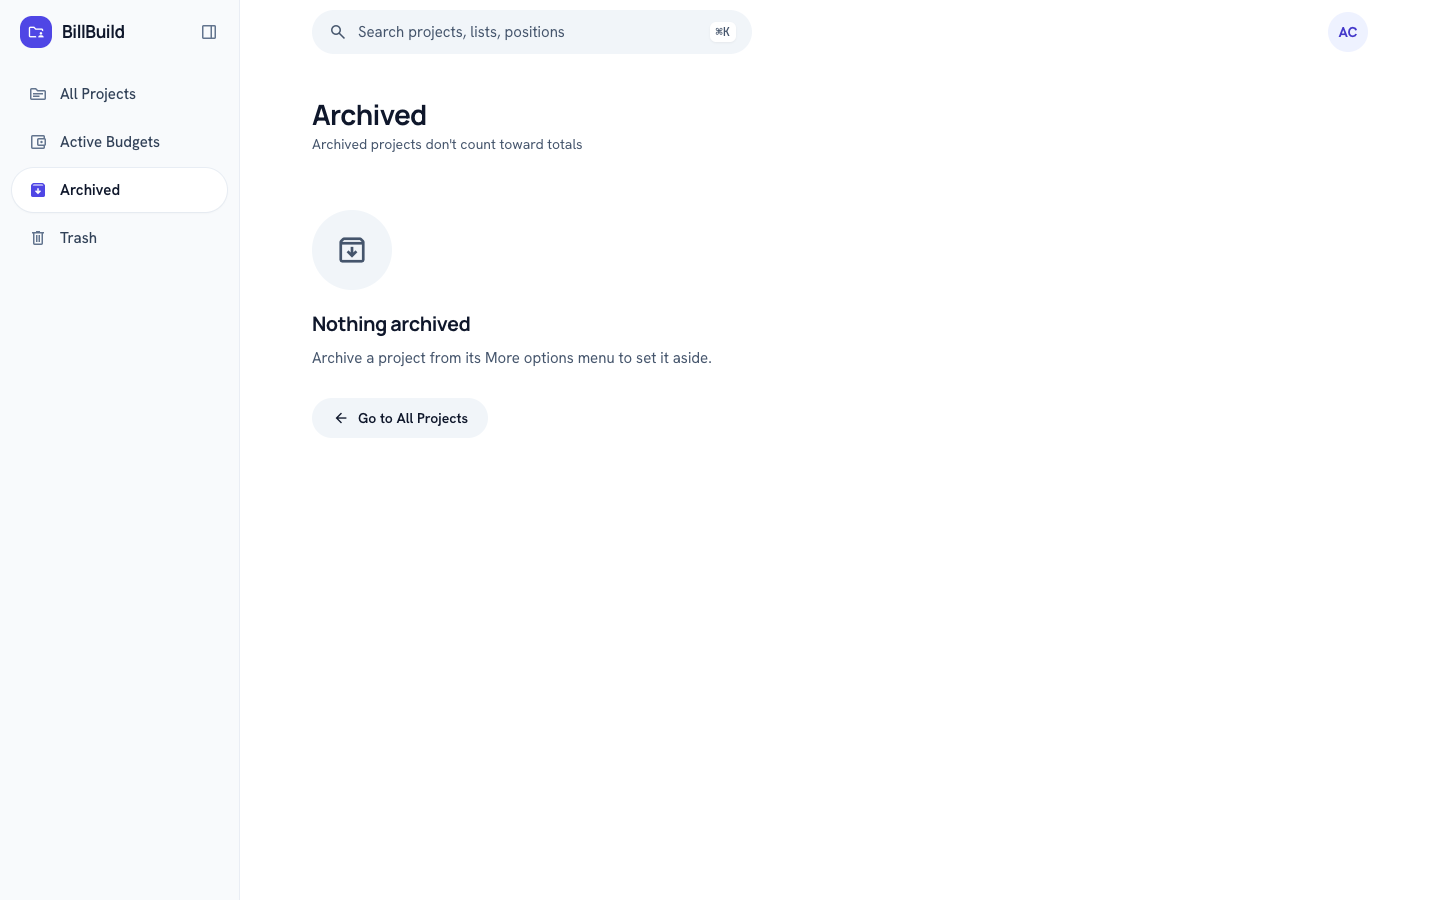 BillBuild
Search projects, lists, positions
⌘K
AC
All Projects
Active Budgets
Archived
Trash
Archived
Archived projects don't count toward totals
Nothing archived
Archive a project from its More options menu to set it aside.
Go to All Projects